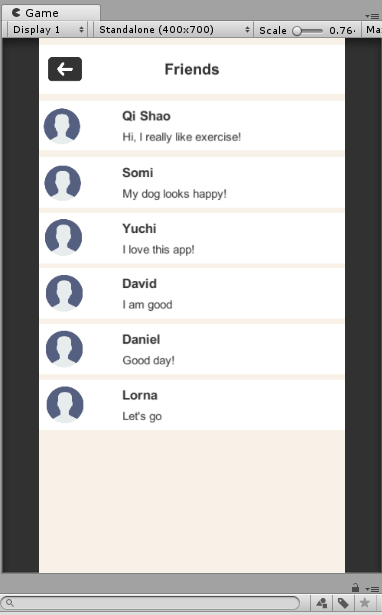 Game
Display 1 Standalone (400x700) Scale 0.76
Friends
Qi Shao
Hi, I really like exercise!
Somi
My dog looks happy!
Yuchi
I love this app!
David
I am good
Daniel
Good day!
Lorna
Let's go